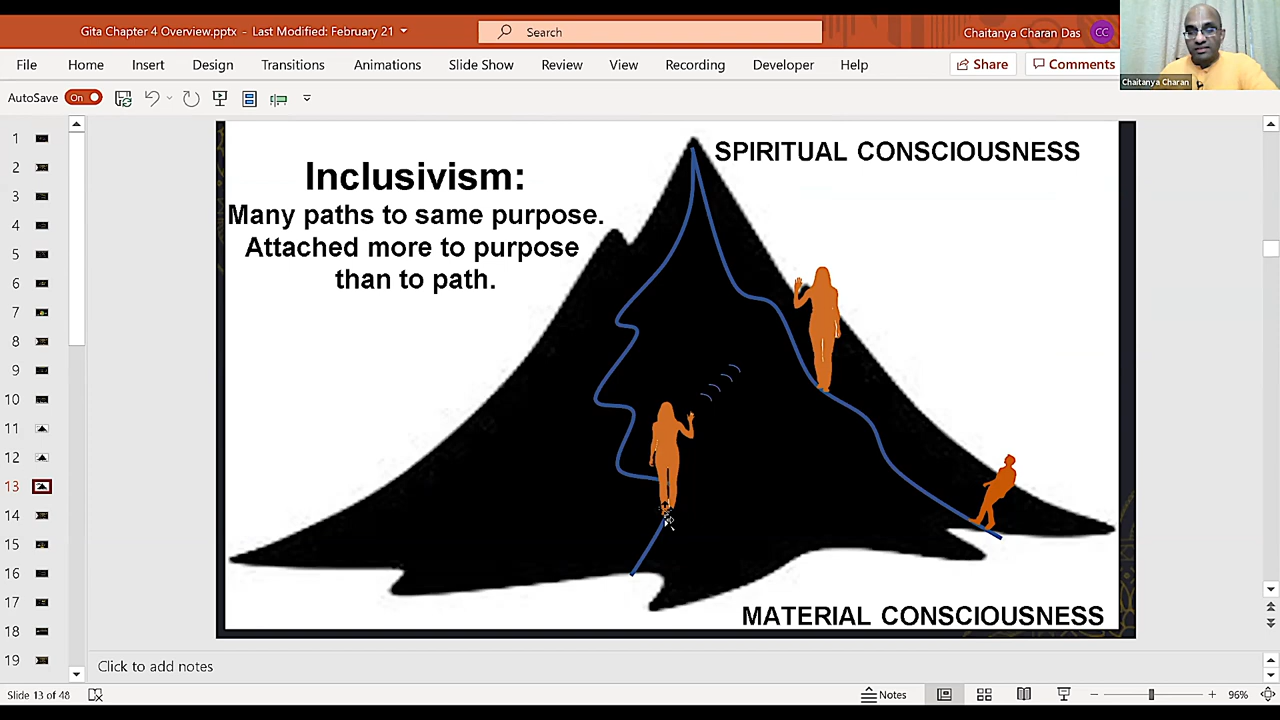 Gita Chapter 4 Overview.pptx - Last Modified: February 21
Search
Chaitanya Charan Das
CC
Chaitanya Charan
File Home Insert Design Transitions Animations Slide Show Review View Recording Developer Help
Share
Comments
AutoSave On
1
2
3
4
5
6
7
8
9
10
11
12
13
14
15
16
17
18
19
SPIRITUAL CONSCIOUSNESS
Inclusivism:
Many paths to same purpose.
Attached more to purpose
than to path.
MATERIAL CONSCIOUSNESS
Click to add notes
Slide 13 of 48
Notes
96%